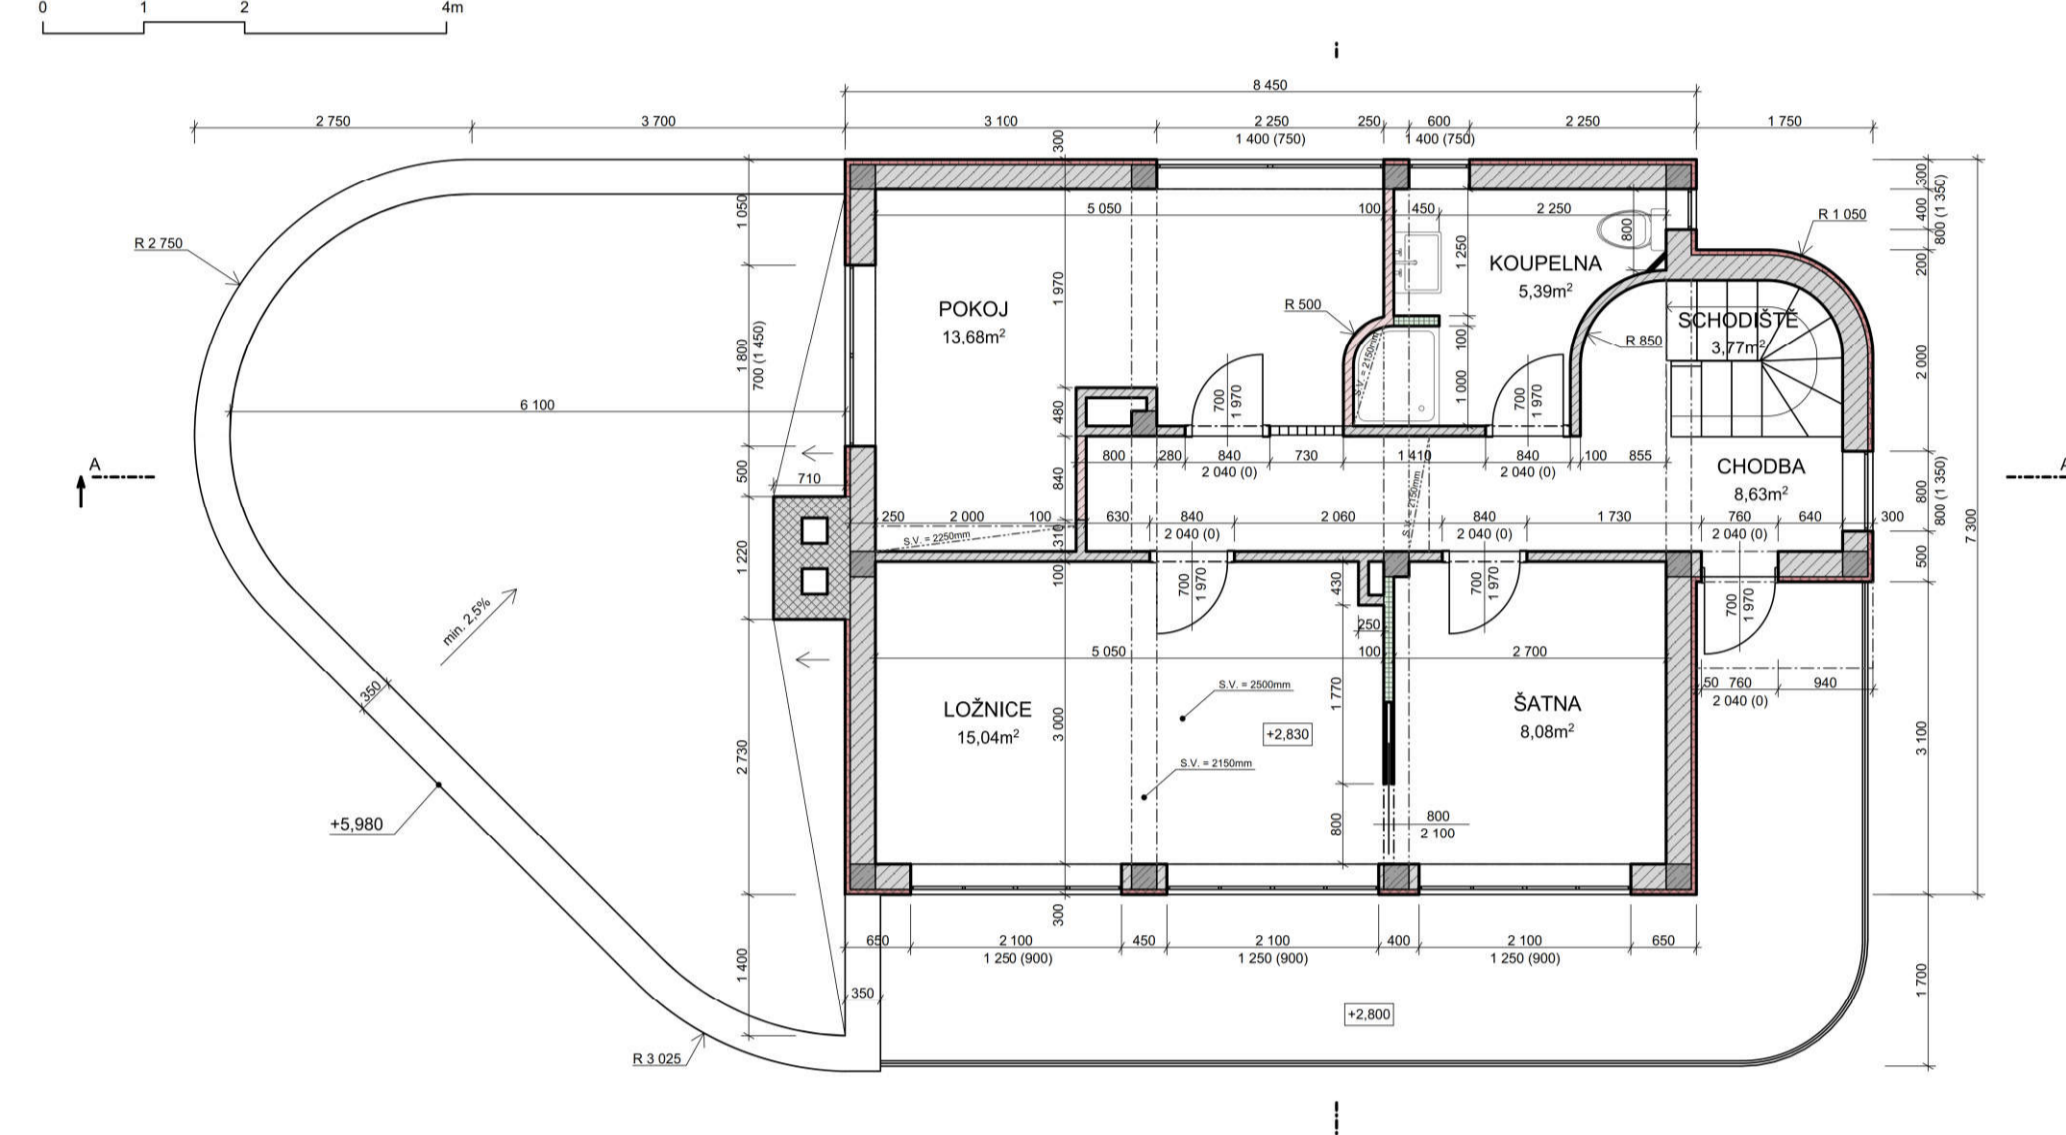 0 1 2 4m
8 450
2 750 3 700 3 100 2 250 250 600 2 250 1 750
1 400 (750) 1 400 (750)
300
300
1 050
5 050 100 450 2 250
800
400
800 (1 350)
R 1 050
R 2 750
1 250
200
KOUPELNA
5,39m²
1 970
R 500
POKOJ
13,68m²
SCHODIŠTĚ
3,77m²
R 850
100
S.V. = 2150mm
1 800
700 (1 450)
2 000
6 100
480
700
1 970
1 000
700
1 970
800 280 840 730 1 410 840 100 855
2 040 (0) 2 040 (0)
A
A
CHODBA
8,63m²
500
710
840
S.V. = 2150mm
800
800 (1 350)
250 2 000 100 630 840 2 060 840 1 730 760 640 300
2 040 (0) 2 040 (0) 2 040 (0)
S.V. = 2250mm
310
7 300
1 220
100
500
700
1 970
430
700
1 970
700
1 970
min. 2,5%
250
5 050 100 2 700
350
S.V. = 2500mm
1 770
50 760 940
2 040 (0)
LOŽNICE
15,04m²
ŠATNA
8,08m²
3 000
+2,830
3 100
2 730
S.V. = 2150mm
+5,980
800
800
2 100
300
650 2 100 450 2 100 400 2 100 650
1 250 (900) 1 250 (900) 1 250 (900)
1 400
350
1 700
+2,800
R 3 025